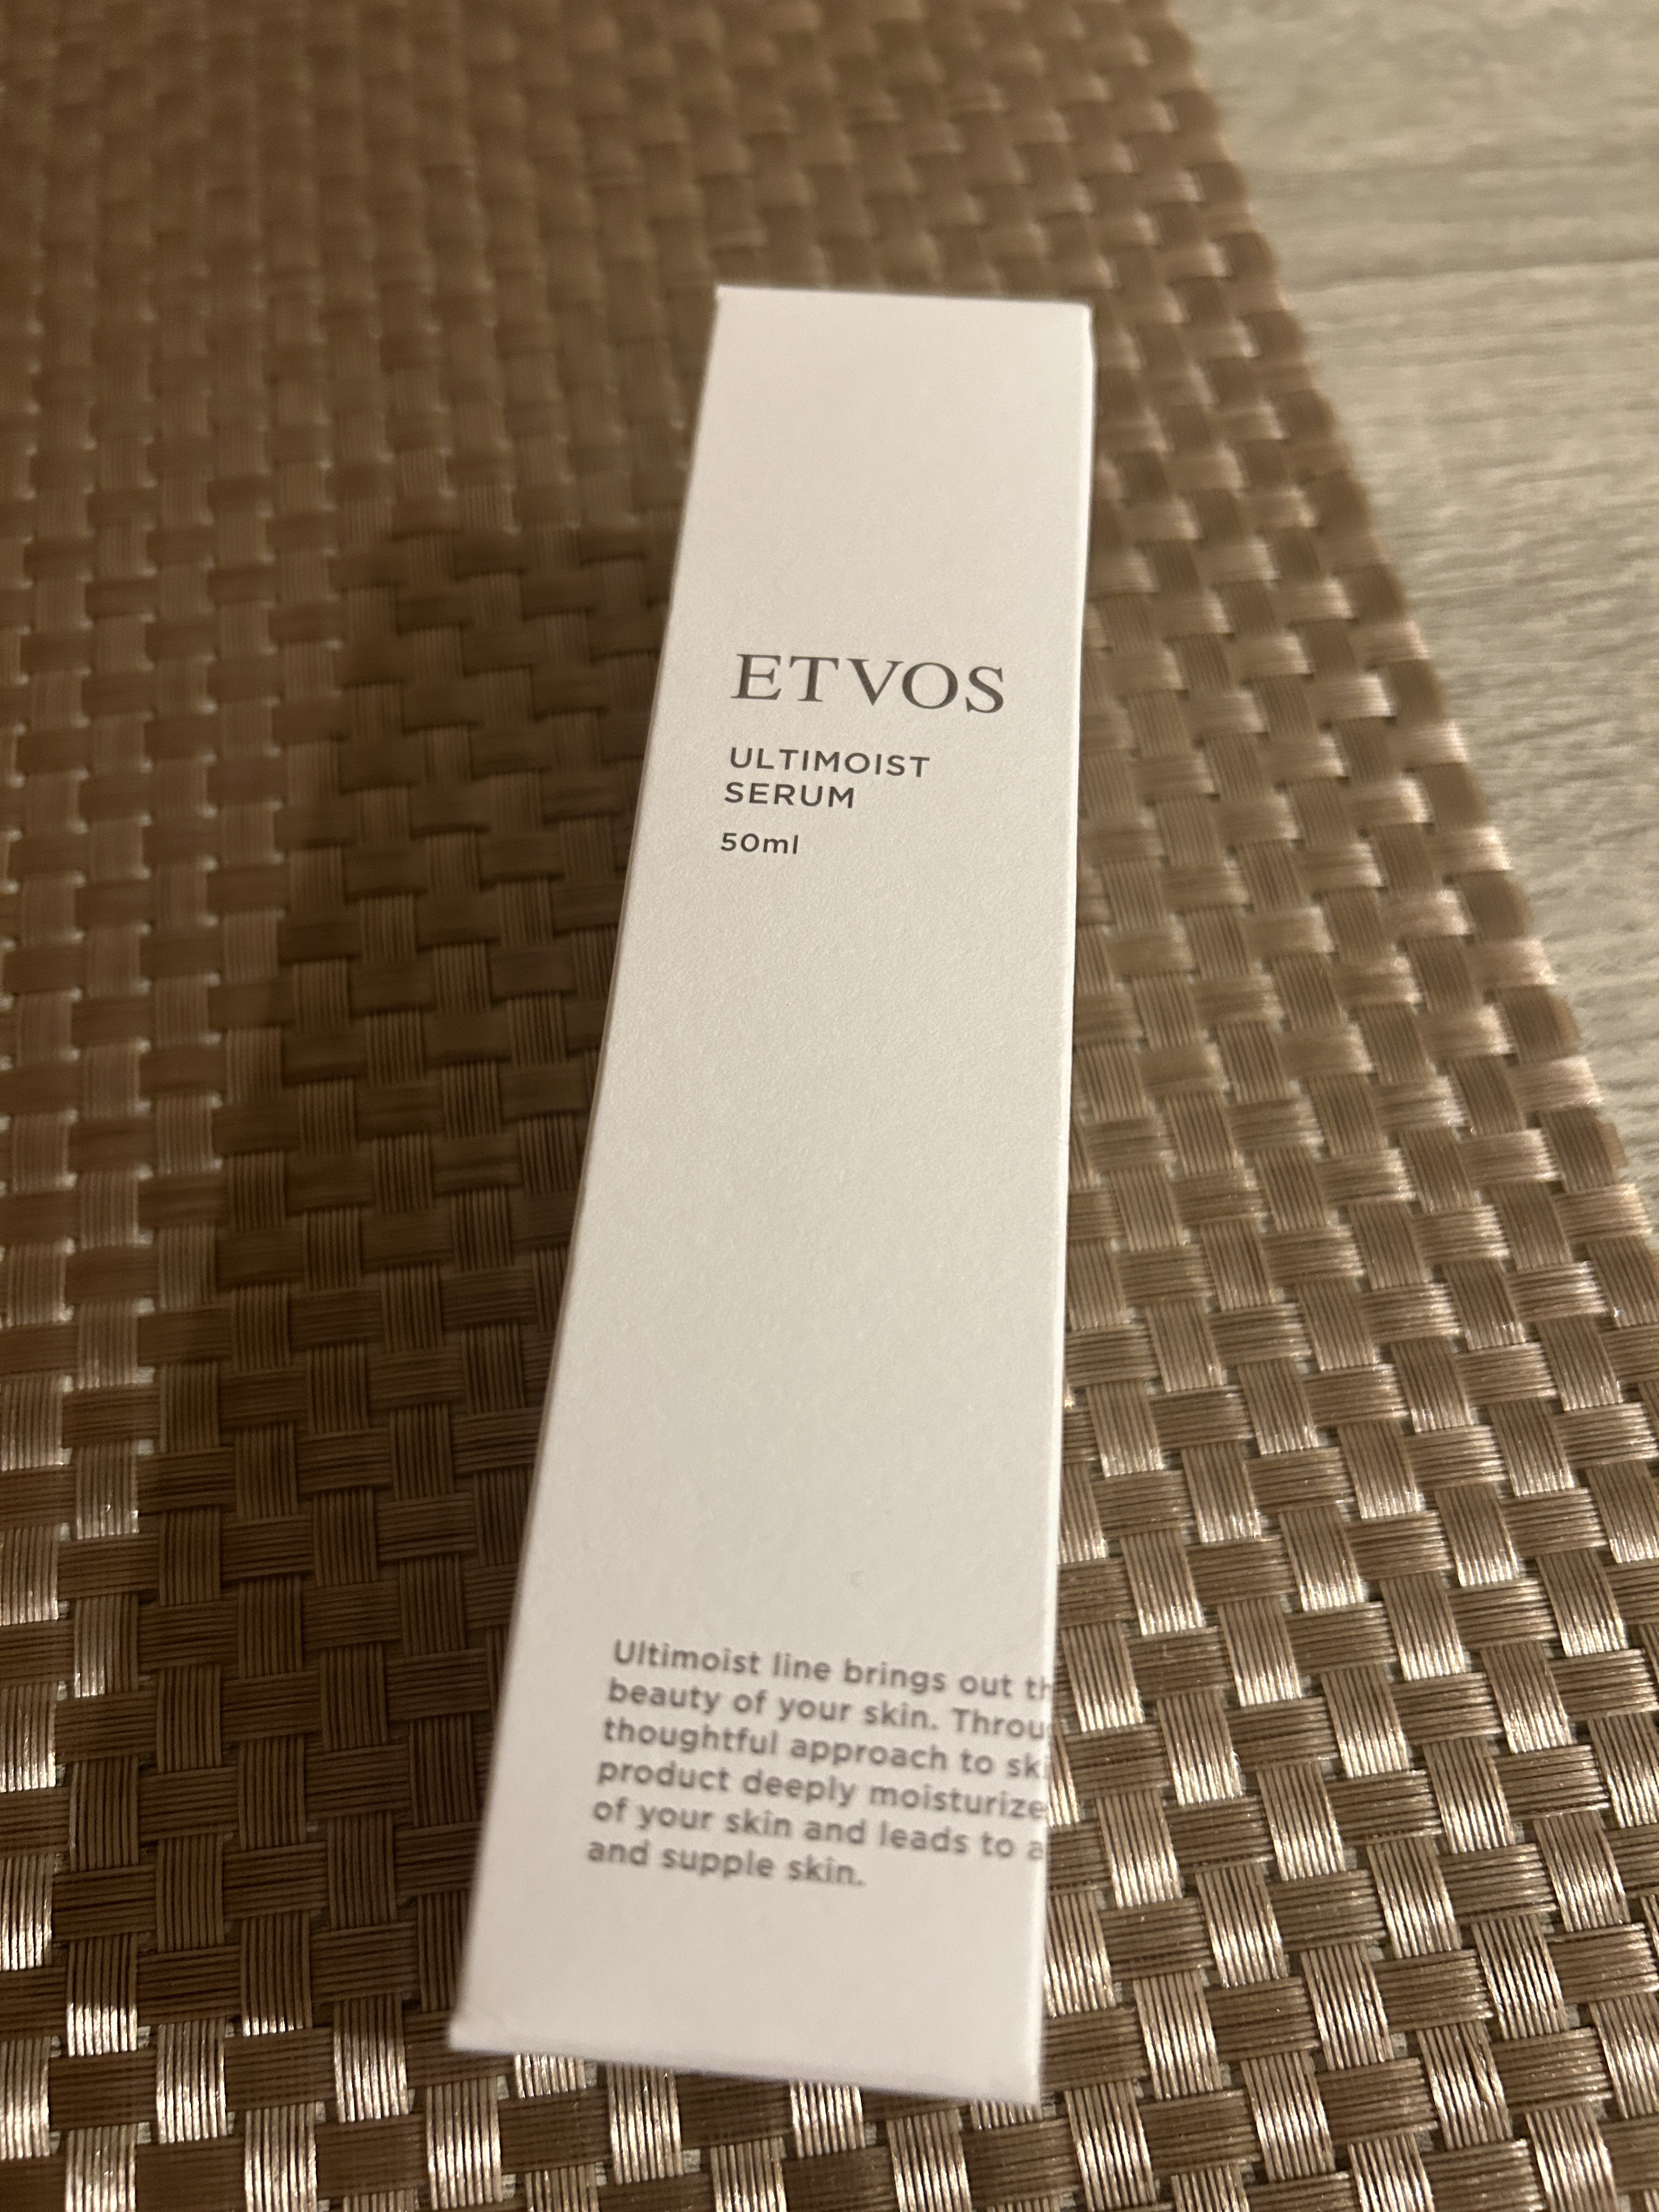 ETVOS
ULTIMOIST
SERUM
50ml
Ultimoist line brings out
beauty of your skin.
thoughtful approach to
product deeply moisturize
of your skin and leads to a
and supple skin.